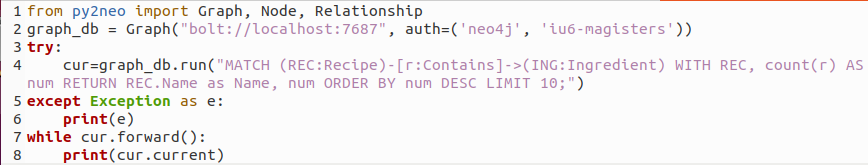 1 from py2neo import Graph, Node, Relationship
2 graph_db = Graph("bolt://localhost:7687", auth=('neo4j', 'iu6-magisters'))
3 try:
4     cur=graph_db.run("MATCH (REC:Recipe)-[r:Contains]->(ING:Ingredient) WITH REC, count(r) AS
num RETURN REC.Name as Name, num ORDER BY num DESC LIMIT 10;")
5 except Exception as e:
6     print(e)
7 while cur.forward():
8     print(cur.current)